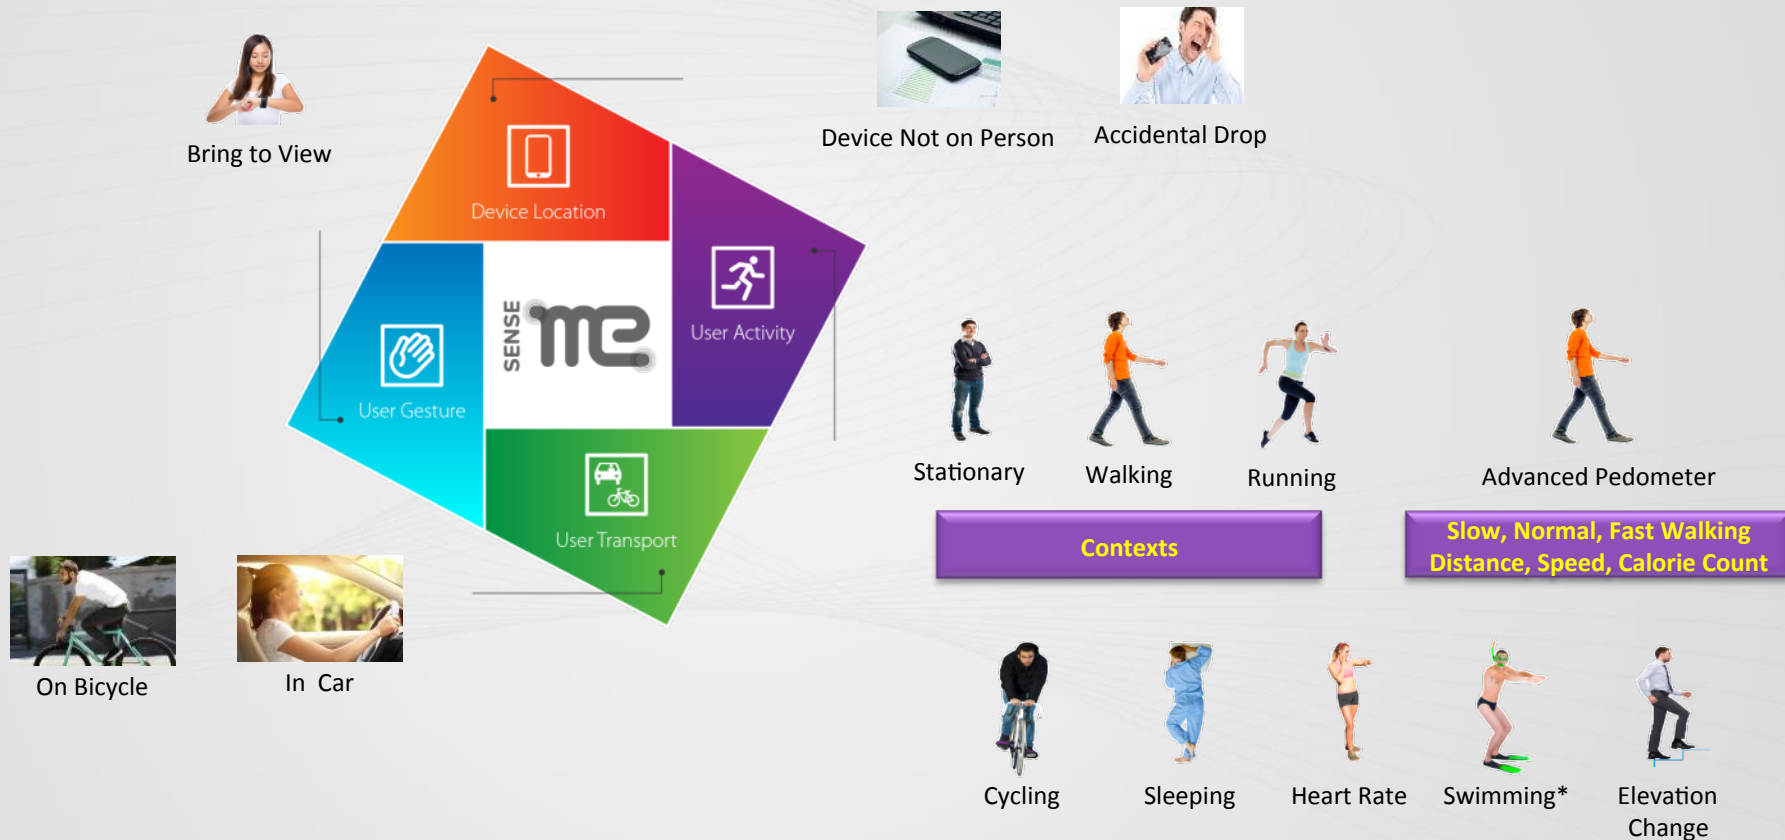 Bring to View
Device Not on Person
Accidental Drop
Device Location
User Activity
SENSE
me
User Gesture
User Transport
Stationary
Walking
Running
Advanced Pedometer
Contexts
Slow, Normal, Fast Walking
Distance, Speed, Calorie Count
On Bicycle
In Car
Cycling
Sleeping
Heart Rate
Swimming*
Elevation
Change